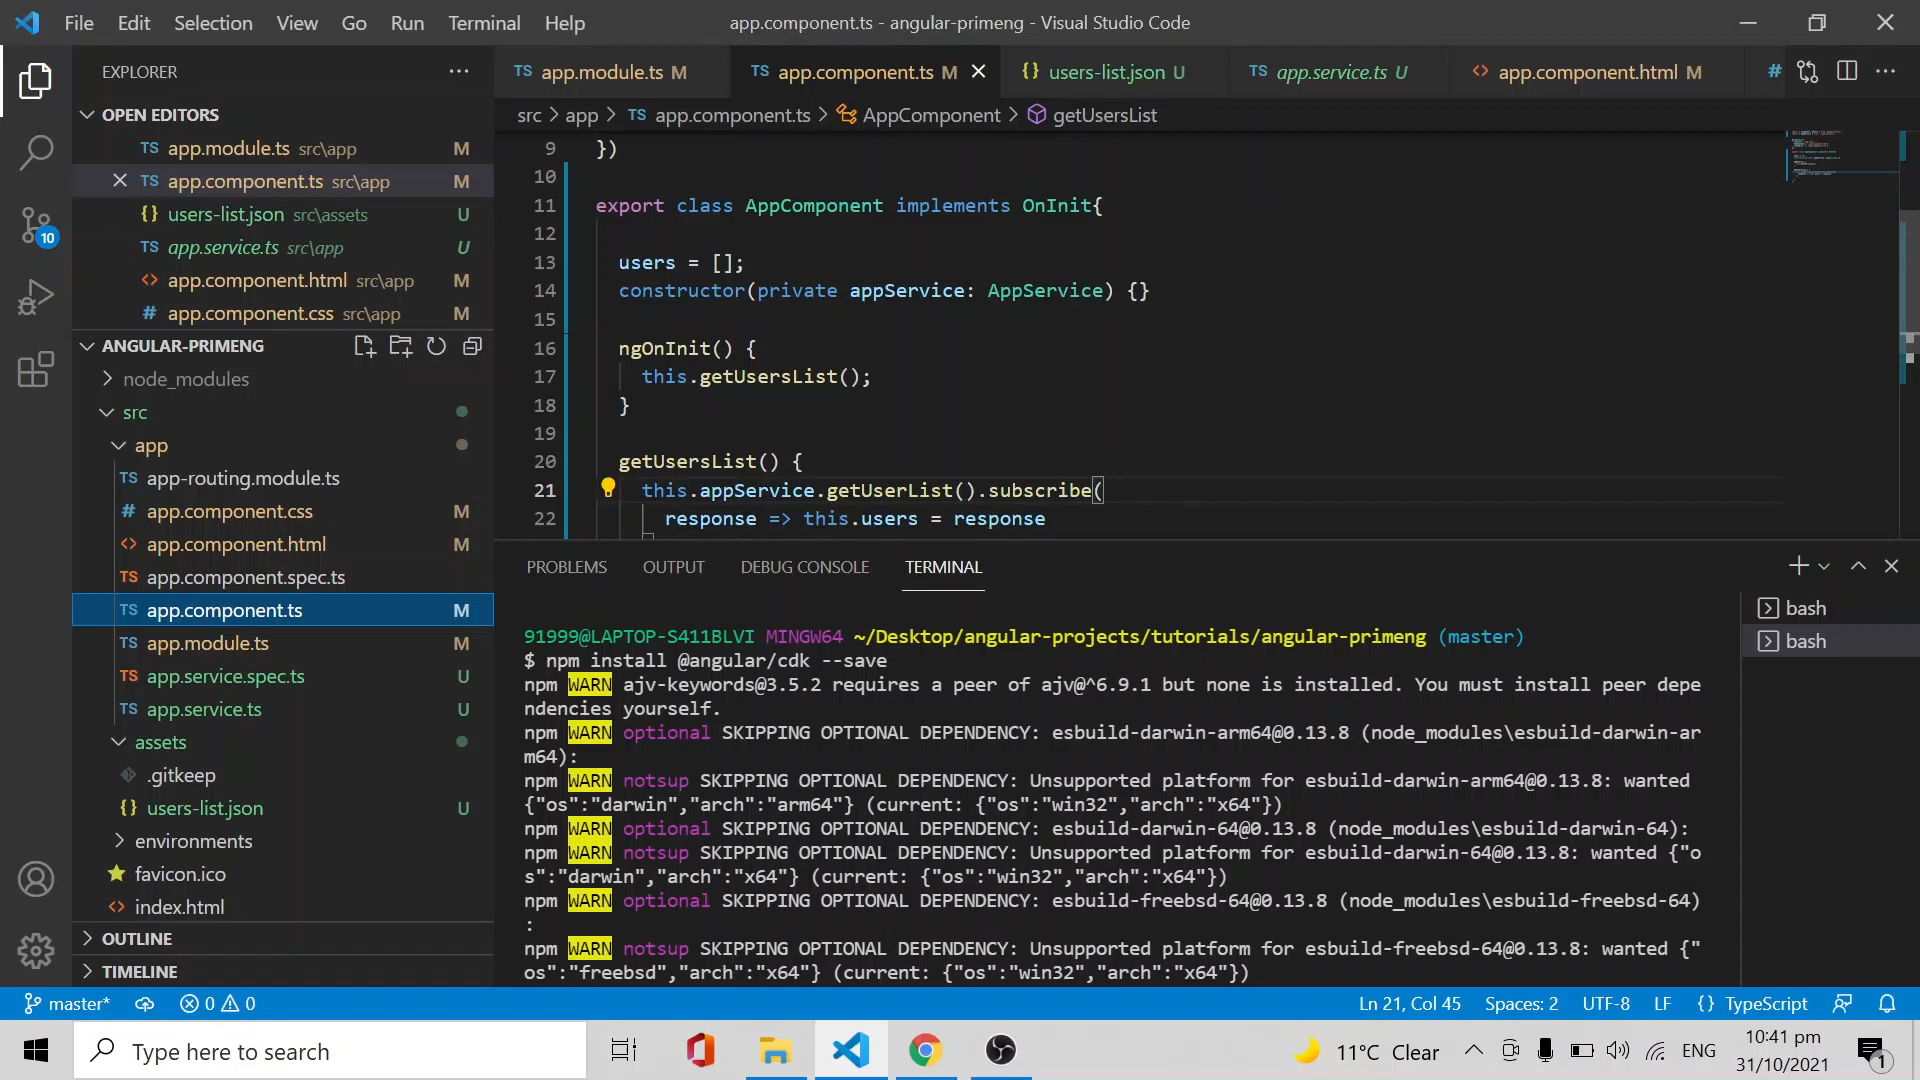 File Edit Selection View Go Run Terminal Help
app.component.ts - angular-primeng - Visual Studio Code
EXPLORER
OPEN EDITORS
TS app.module.ts src\app M
TS app.component.ts src\app M
{} users-list.json src\assets U
TS app.service.ts src\app U
<> app.component.html src\app M
# app.component.css src\app M
10
ANGULAR-PRIMENG
node_modules
src
app
TS app-routing.module.ts
# app.component.css M
<> app.component.html M
TS app.component.spec.ts
TS app.component.ts M
TS app.module.ts M
TS app.service.spec.ts U
TS app.service.ts U
assets
.gitkeep
{} users-list.json U
environments
favicon.ico
<> index.html
OUTLINE
TIMELINE
TS app.module.ts M
TS app.component.ts M
{} users-list.json U
TS app.service.ts U
<> app.component.html M
#
src > app > TS app.component.ts > AppComponent > getUsersList
9 })
10
11 export class AppComponent implements OnInit{
12
13 users = [];
14 constructor(private appService: AppService) {}
15
16 ngOnInit() {
17 this.getUsersList();
18 }
19
20 getUsersList() {
21 this.appService.getUserList().subscribe(
22 response => this.users = response
PROBLEMS OUTPUT DEBUG CONSOLE TERMINAL
bash
bash
91999@LAPTOP-S411BLVI MINGW64 ~/Desktop/angular-projects/tutorials/angular-primeng (master)
$ npm install @angular/cdk --save
npm WARN ajv-keywords@3.5.2 requires a peer of ajv@^6.9.1 but none is installed. You must install peer depe
ndencies yourself.
npm WARN optional SKIPPING OPTIONAL DEPENDENCY: esbuild-darwin-arm64@0.13.8 (node_modules\esbuild-darwin-ar
m64):
npm WARN notsup SKIPPING OPTIONAL DEPENDENCY: Unsupported platform for esbuild-darwin-arm64@0.13.8: wanted
{"os":"darwin","arch":"arm64"} (current: {"os":"win32","arch":"x64"})
npm WARN optional SKIPPING OPTIONAL DEPENDENCY: esbuild-darwin-64@0.13.8 (node_modules\esbuild-darwin-64):
npm WARN notsup SKIPPING OPTIONAL DEPENDENCY: Unsupported platform for esbuild-darwin-64@0.13.8: wanted {"o
s":"darwin","arch":"x64"} (current: {"os":"win32","arch":"x64"})
npm WARN optional SKIPPING OPTIONAL DEPENDENCY: esbuild-freebsd-64@0.13.8 (node_modules\esbuild-freebsd-64)
:
npm WARN notsup SKIPPING OPTIONAL DEPENDENCY: Unsupported platform for esbuild-freebsd-64@0.13.8: wanted {"
os":"freebsd","arch":"x64"} (current: {"os":"win32","arch":"x64"})
master* 0 0
Ln 21, Col 45 Spaces: 2 UTF-8 LF {} TypeScript
Type here to search
11°C Clear
ENG
10:41 pm
31/10/2021
1